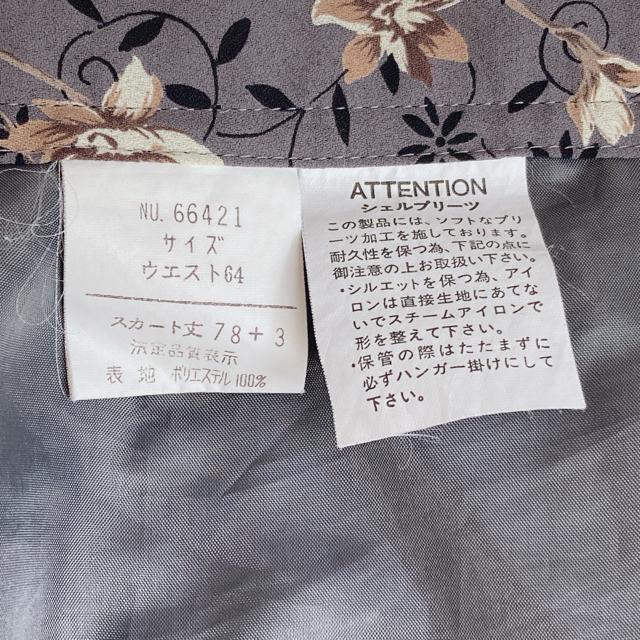 NU. 66421
サイズ
ウエスト64
スカート丈 78+3
法定品質表示
表 地 ポリエステル 100%
ATTENTION
シェルプリーツ
この製品には、ソフトなプリ
ーツ加工を施しております。
耐久性を保つ為、下記の点に
御注意の上お取扱い下さい。
・シルエットを保つ為、アイ
ロンは直接生地にあてな
いでスチームアイロンで
形を整えて下さい。
・保管の際はたたまずに
必ずハンガー掛けにして
下さい。